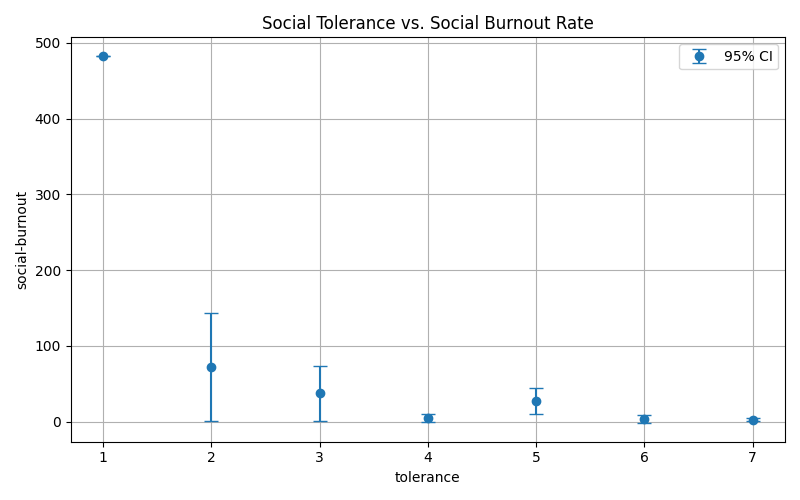 Social Tolerance vs. Social Burnout Rate
500
400
300
200
100
0
social-burnout
95% CI
1 2 3 4 5 6 7
tolerance